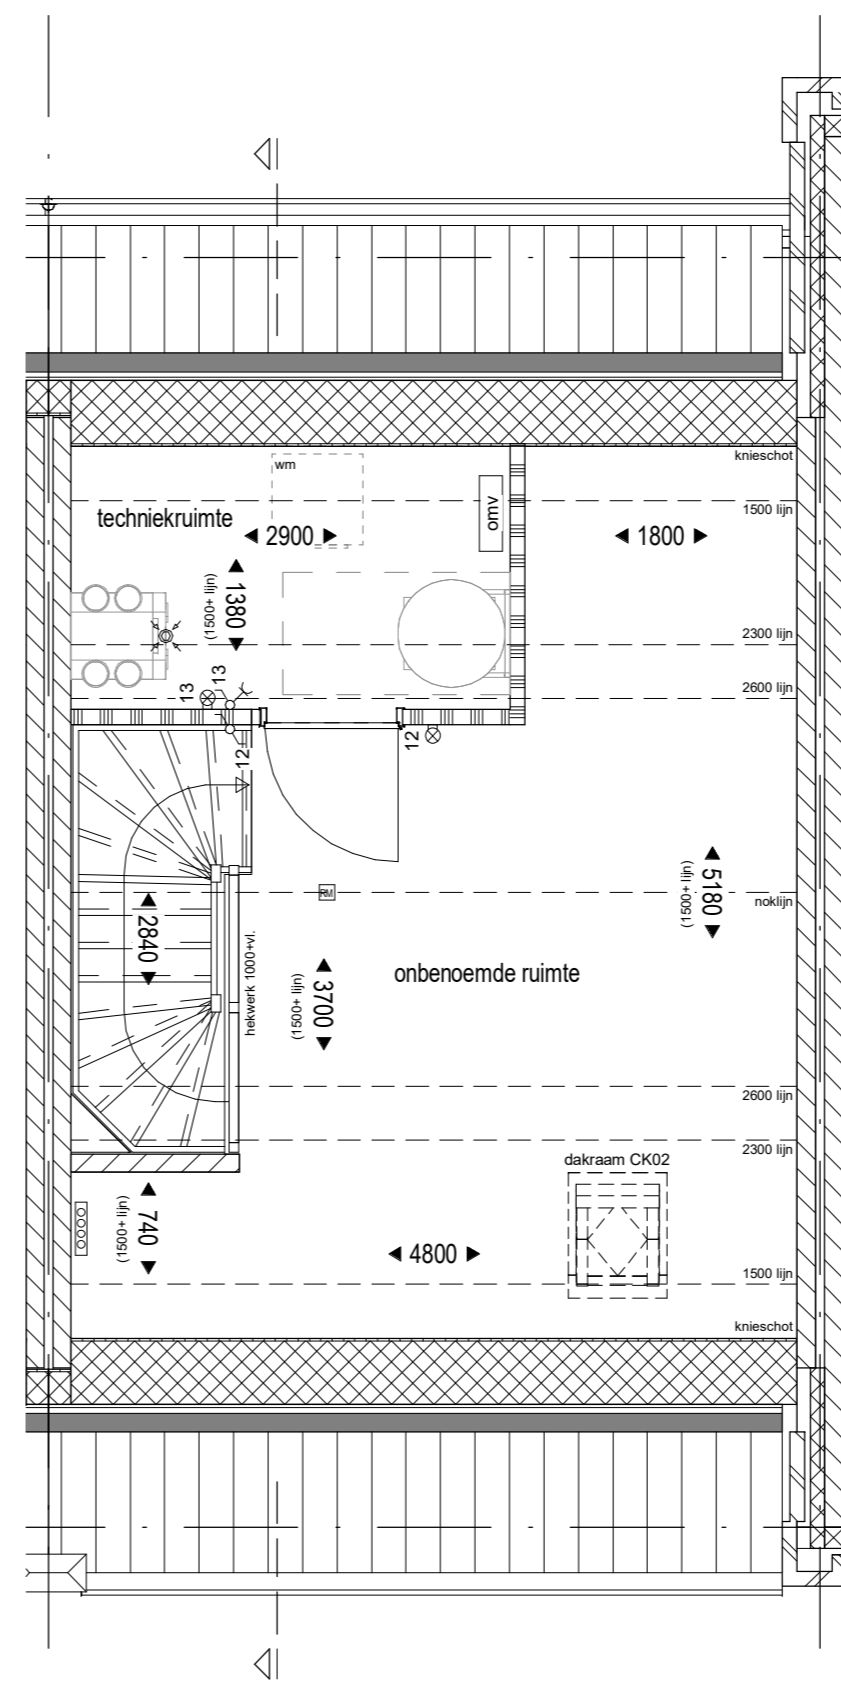 knieschot
wm
1500 lijn
omv
techniekruimte
2900
1800
1380
(1500+ lijn)
2300 lijn
2600 lijn
13
13
12
12
5180
(1500+ lijn)
RM
noklijn
2840
hekwerk 1000+vl.
onbenoemde ruimte
3700
(1500+ lijn)
2600 lijn
2300 lijn
dakraam CK02
740
(1500+ lijn)
4800
1500 lijn
knieschot